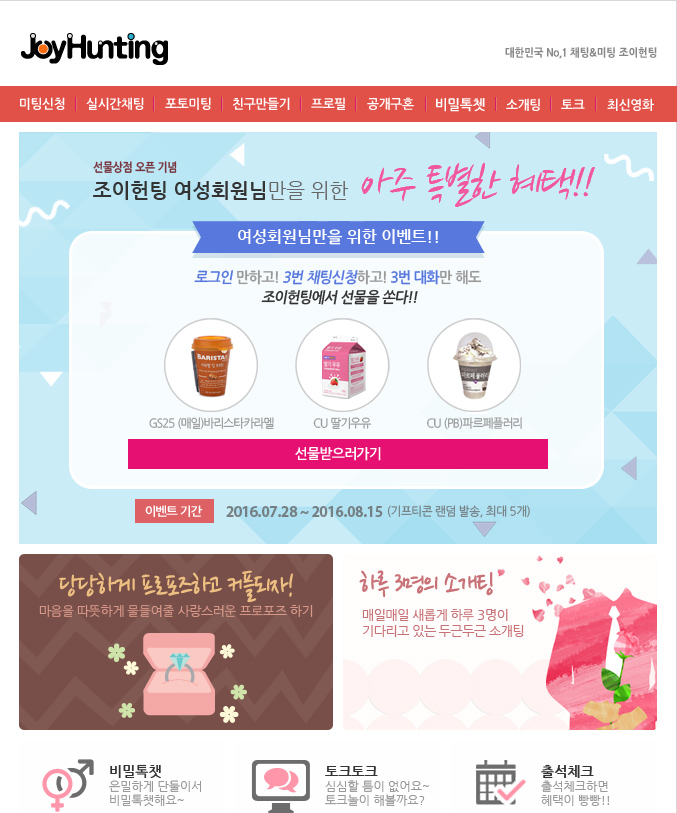 JoyHunting
대한민국 No,1 채팅&미팅 조이헌팅
미팅신청 실시간채팅 포토미팅 친구만들기 프로필 공개구혼 비밀톡쳇 소개팅 토크 최신영화
선물상점 오픈 기념
조이헌팅 여성회원님만을 위한 아주 특별한 혜택!!
여성회원님만을 위한 이벤트!!
로그인 만하고! 3번 채팅신청하고! 3번 대화만 해도
조이헌팅에서 선물을 쏜다!!
BARISTA
GS25 (매일)바리스타카라멜 CU 딸기우유 CU (PB)파르페플러리
선물받으러가기
이벤트 기간 2016.07.28 ~ 2016.08.15 (기프티콘 랜덤 발송, 최대 5개)
당당하게 프로포즈하고 커플되자!
마음을 따뜻하게 물들여줄 사랑스러운 프로포즈 하기
하루 3명의 소개팅
매일매일 새롭게 하루 3명이
기다리고 있는 두근두근 소개팅
비밀톡챗
은밀하게 단둘이서
비밀톡챗해요~
토크토크
심심할 틈이 없어요~
토크놀이 해볼까요?
출석체크
출석체크하면
혜택이 빵빵!!